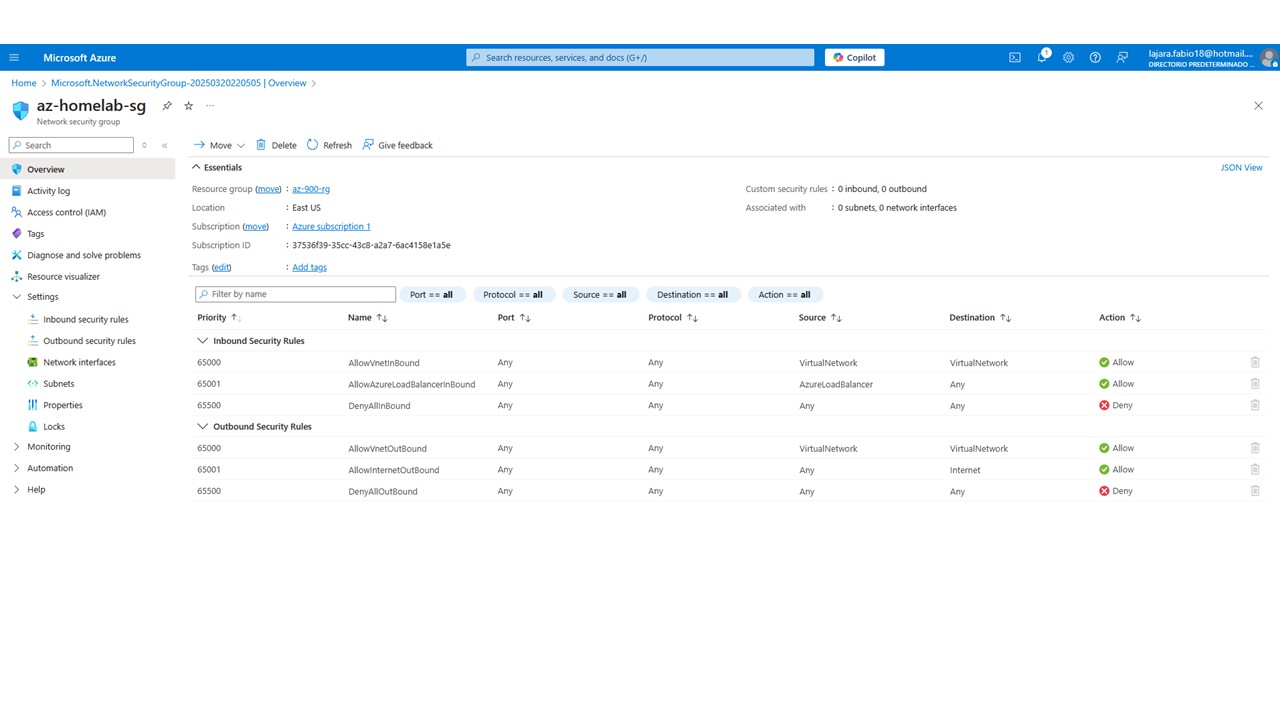 Microsoft Azure
Search resources, services, and docs (G+/)
Copilot
1
lajara.fabio18@hotmail....
DIRECTORIO PREDETERMINADO ...
Home > Microsoft.NetworkSecurityGroup-20250320220505 | Overview >
az-homelab-sg
Network security group
Search
Overview
Activity log
Access control (IAM)
Tags
Diagnose and solve problems
Resource visualizer
Settings
Inbound security rules
Outbound security rules
Network interfaces
Subnets
Properties
Locks
Monitoring
Automation
Help
Move Delete Refresh Give feedback
Essentials JSON View
Resource group (move) : az-900-rg
Location : East US
Subscription (move) : Azure subscription 1
Subscription ID : 37536f39-35cc-43c8-a2a7-6ac4158e1a5e
Tags (edit) : Add tags
Custom security rules : 0 inbound, 0 outbound
Associated with : 0 subnets, 0 network interfaces
Filter by name Port == all Protocol == all Source == all Destination == all Action == all
Priority Name Port Protocol Source Destination Action
Inbound Security Rules
65000 AllowVnetInBound Any Any VirtualNetwork VirtualNetwork Allow
65001 AllowAzureLoadBalancerInBound Any Any AzureLoadBalancer Any Allow
65500 DenyAllInBound Any Any Any Any Deny
Outbound Security Rules
65000 AllowVnetOutBound Any Any VirtualNetwork VirtualNetwork Allow
65001 AllowInternetOutBound Any Any Any Internet Allow
65500 DenyAllOutBound Any Any Any Any Deny